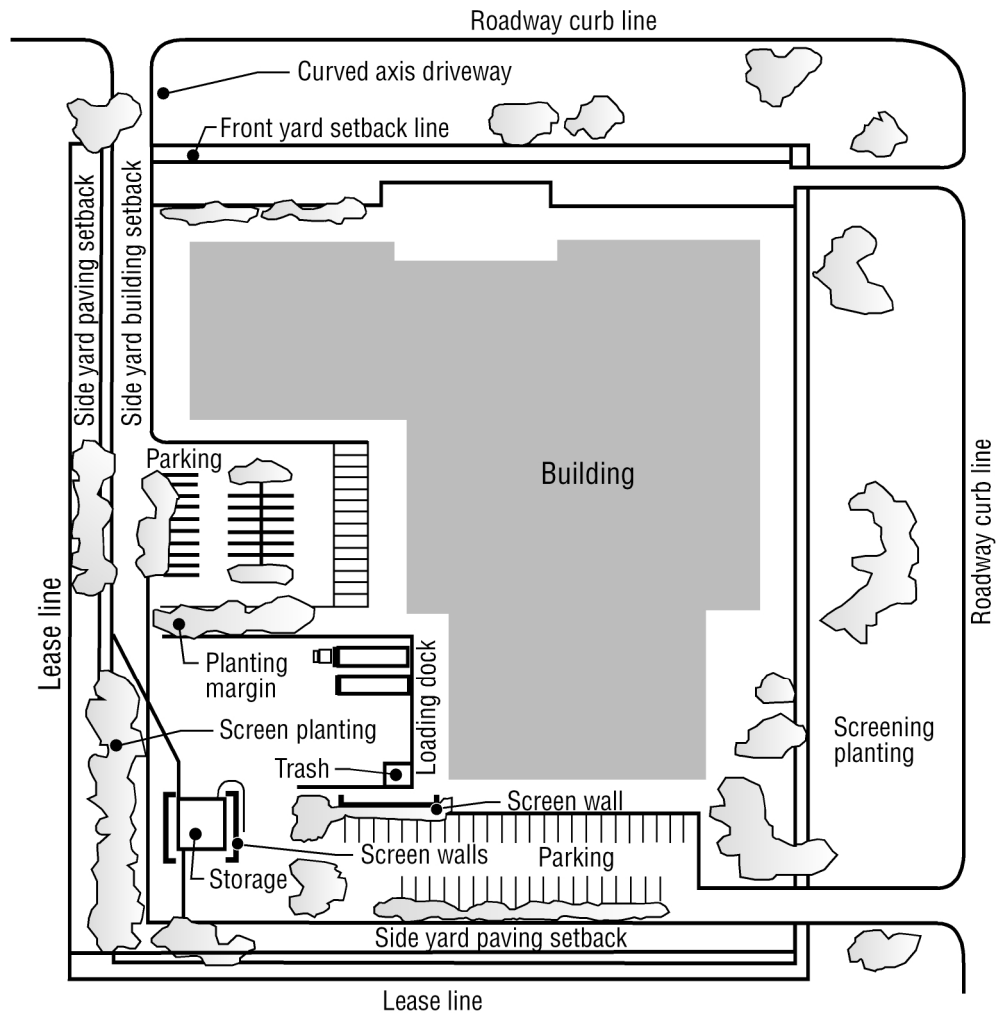 Roadway curb line
Curved axis driveway
Front yard setback line
Side yard paving setback
Side yard building setback
Building
Parking
Roadway curb line
Lease line
Planting
margin
Loading dock
Screen planting
Screening
planting
Trash
Screen wall
Screen walls
Parking
Storage
Side yard paving setback
Lease line